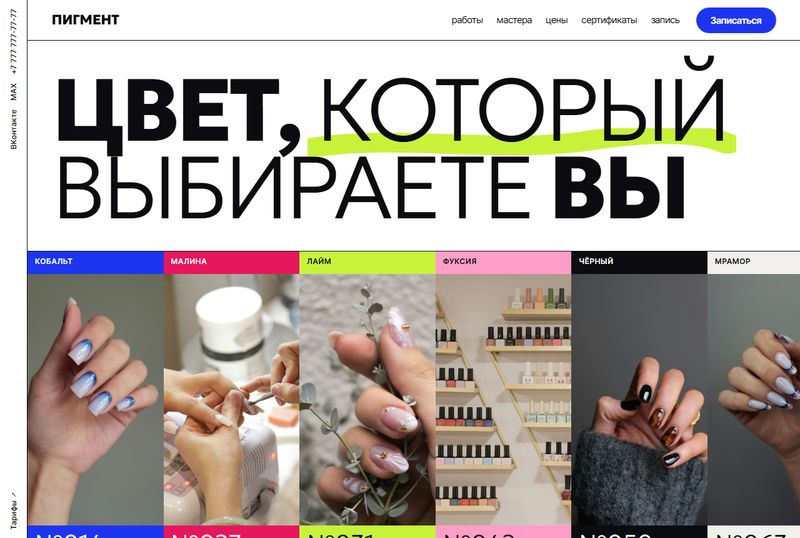 ПИГМЕНТ
работы
мастера
цены
сертификаты
запись
Записаться
+7 777 777-77-77
MAX
ВКонтакте
Тарифы ↗
ЦВЕТ, КОТОРЫЙ
ВЫБИРАЕТЕ ВЫ
КОБАЛЬТ
МАЛИНА
ЛАЙМ
ФУКСИЯ
ЧЁРНЫЙ
МРАМОР